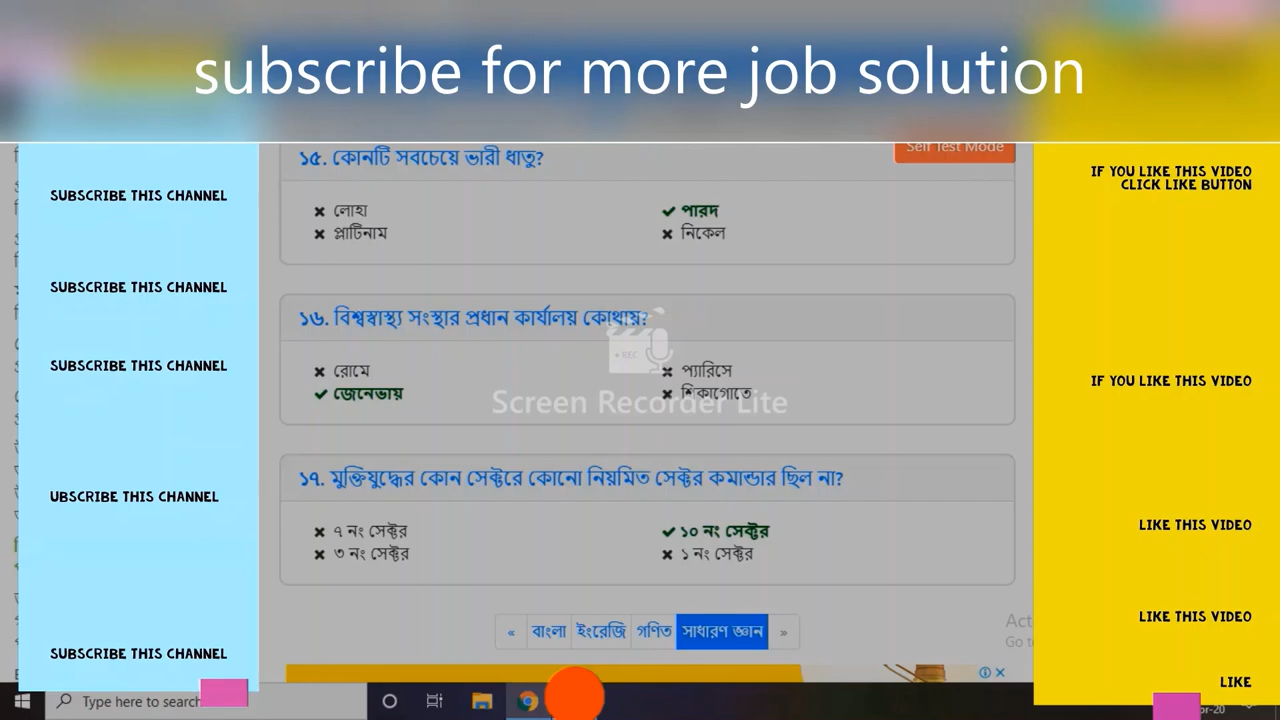 subscribe for more job solution
১৫. কোনটি সবচেয়ে ভারী ধাতু?
Self Test Mode
লোহা
পারদ
প্লাটিনাম
নিকেল
১৬. বিশ্বস্বাস্থ্য সংস্থার প্রধান কার্যালয় কোথায়?
রোমে
প্যারিসে
জেনেভায়
শিকাগোতে
REC
Screen Recorder Lite
১৭. মুক্তিযুদ্ধের কোন সেক্টরে কোনো নিয়মিত সেক্টর কমান্ডার ছিল না?
৭ নং সেক্টর
১০ নং সেক্টর
৩ নং সেক্টর
১ নং সেক্টর
« বাংলা ইংরেজি গণিত সাধারণ জ্ঞান »
SUBSCRIBE THIS CHANNEL
SUBSCRIBE THIS CHANNEL
SUBSCRIBE THIS CHANNEL
UBSCRIBE THIS CHANNEL
SUBSCRIBE THIS CHANNEL
IF YOU LIKE THIS VIDEO
CLICK LIKE BUTTON
IF YOU LIKE THIS VIDEO
LIKE THIS VIDEO
LIKE THIS VIDEO
LIKE
Type here to search